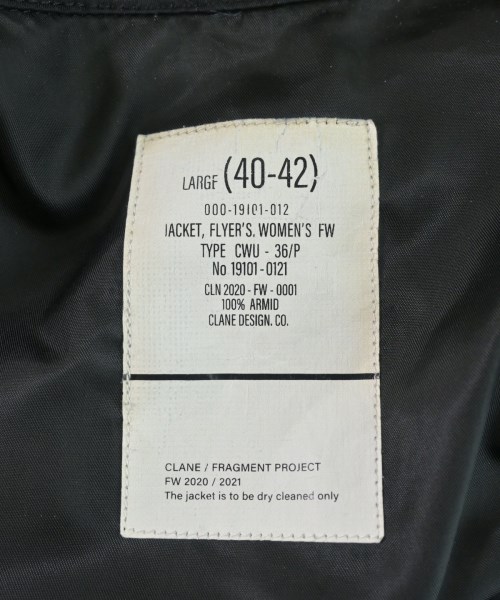 LARGE (40-42)
000-19101-012
JACKET, FLYER'S, WOMEN'S FW
TYPE CWU - 36/P
No 19101-0121
CLN 2020 - FW - 0001
100% ARMID
CLANE DESIGN. CO.
CLANE / FRAGMENT PROJECT
FW 2020 / 2021
The jacket is to be dry cleaned only